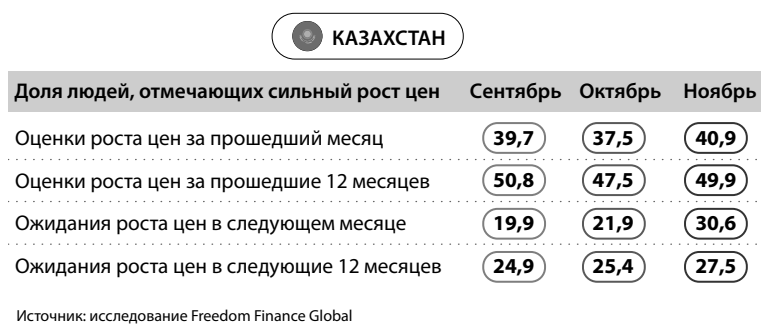 КАЗАХСТАН
Доля людей, отмечающих сильный рост цен Сентябрь Октябрь Ноябрь
Оценки роста цен за прошедший месяц 39,7 37,5 40,9
Оценки роста цен за прошедшие 12 месяцев 50,8 47,5 49,9
Ожидания роста цен в следующем месяце 19,9 21,9 30,6
Ожидания роста цен в следующие 12 месяцев 24,9 25,4 27,5
Источник: исследование Freedom Finance Global